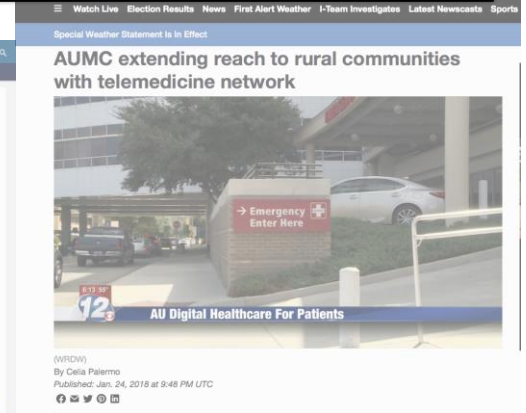 Watch Live Election Results News First Alert Weather I-Team Investigates Latest Newscasts Sports
Special Weather Statement Is In Effect
AUMC extending reach to rural communities
with telemedicine network
→ Emergency
Enter Here
12
AU Digital Healthcare For Patients
(WRDW)
By Celia Palermo
Published: Jan. 24, 2018 at 9:48 PM UTC